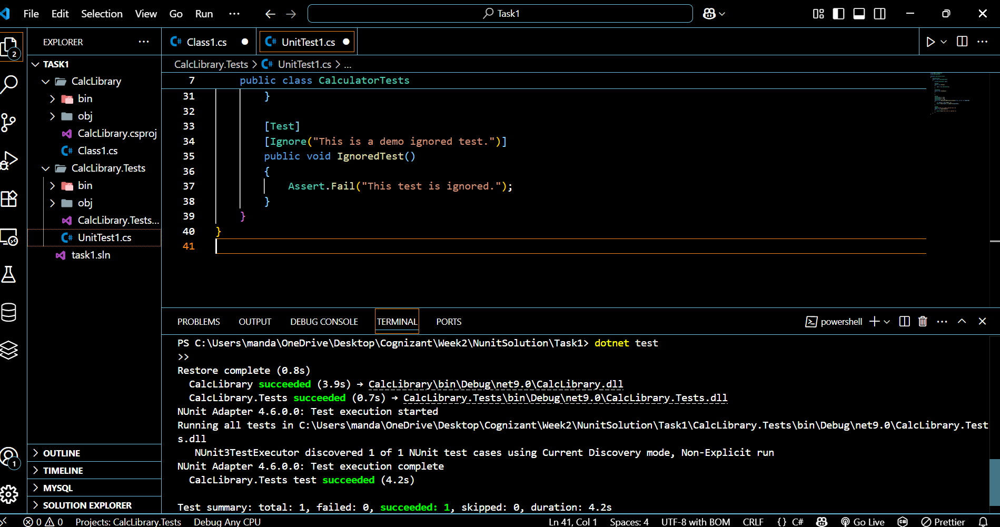 File Edit Selection View Go Run ··· Task1
EXPLORER ···
2
TASK1
CalcLibrary
bin
obj
CalcLibrary.csproj
Class1.cs
CalcLibrary.Tests
bin
obj
CalcLibrary.Tests...
UnitTest1.cs
task1.sln
OUTLINE
TIMELINE
MYSQL
SOLUTION EXPLORER
1
C# Class1.cs C# UnitTest1.cs
CalcLibrary.Tests > C# UnitTest1.cs > ...
7 public class CalculatorTests
31 }
32
33 [Test]
34 [Ignore("This is a demo ignored test.")]
35 public void IgnoredTest()
36 {
37 Assert.Fail("This test is ignored.");
38 }
39 }
40 }
41
PROBLEMS OUTPUT DEBUG CONSOLE TERMINAL PORTS powershell
PS C:\Users\manda\OneDrive\Desktop\Cognizant\Week2\NunitSolution\Task1> dotnet test
>>
Restore complete (0.8s)
CalcLibrary succeeded (3.9s) → CalcLibrary\bin\Debug\net9.0\CalcLibrary.dll
CalcLibrary.Tests succeeded (0.7s) → CalcLibrary.Tests\bin\Debug\net9.0\CalcLibrary.Tests.dll
NUnit Adapter 4.6.0.0: Test execution started
Running all tests in C:\Users\manda\OneDrive\Desktop\Cognizant\Week2\NunitSolution\Task1\CalcLibrary.Tests\bin\Debug\net9.0\CalcLibrary.Test
s.dll
NUnit3TestExecutor discovered 1 of 1 NUnit test cases using Current Discovery mode, Non-Explicit run
NUnit Adapter 4.6.0.0: Test execution complete
CalcLibrary.Tests test succeeded (4.2s)
Test summary: total: 1, failed: 0, succeeded: 1, skipped: 0, duration: 4.2s
0 0 Projects: CalcLibrary.Tests Debug Any CPU Ln 41, Col 1 Spaces: 4 UTF-8 with BOM CRLF {} C# Go Live Prettier